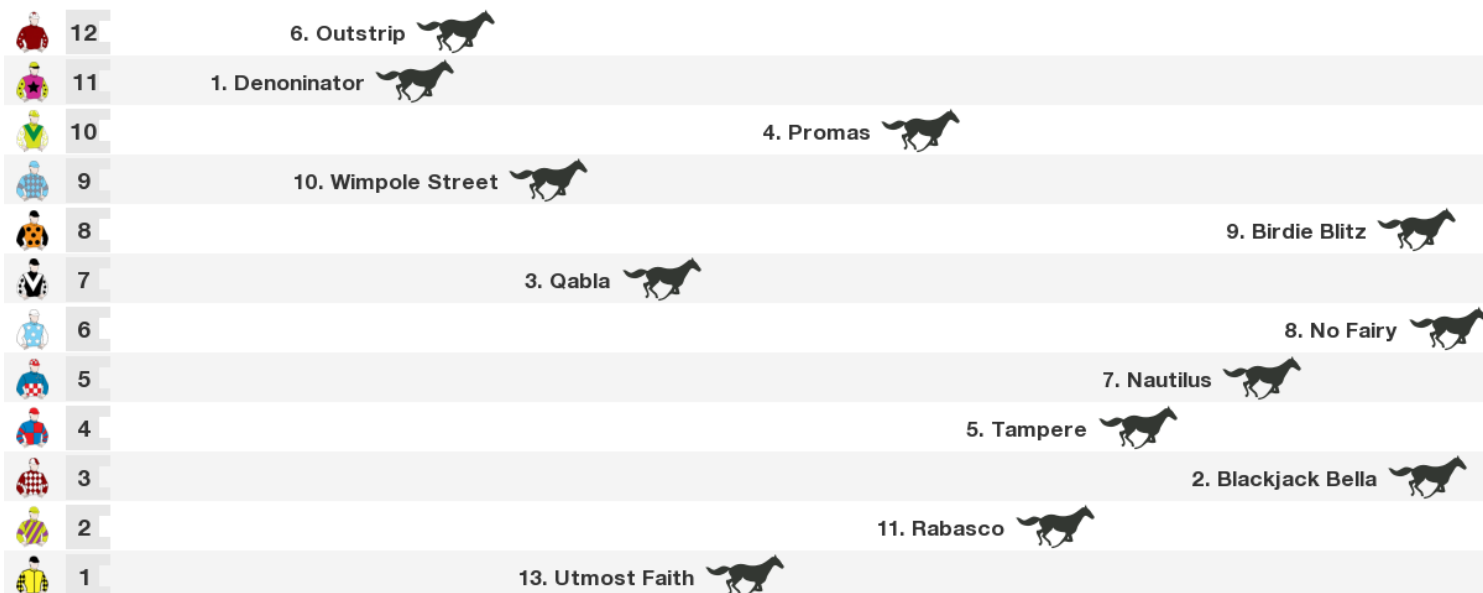 12 6. Outstrip
11 1. Denoninator
10 4. Promas
9 10. Wimpole Street
8 9. Birdie Blitz
7 3. Qabla
6 8. No Fairy
5 7. Nautilus
4 5. Tampere
3 2. Blackjack Bella
2 11. Rabasco
1 13. Utmost Faith